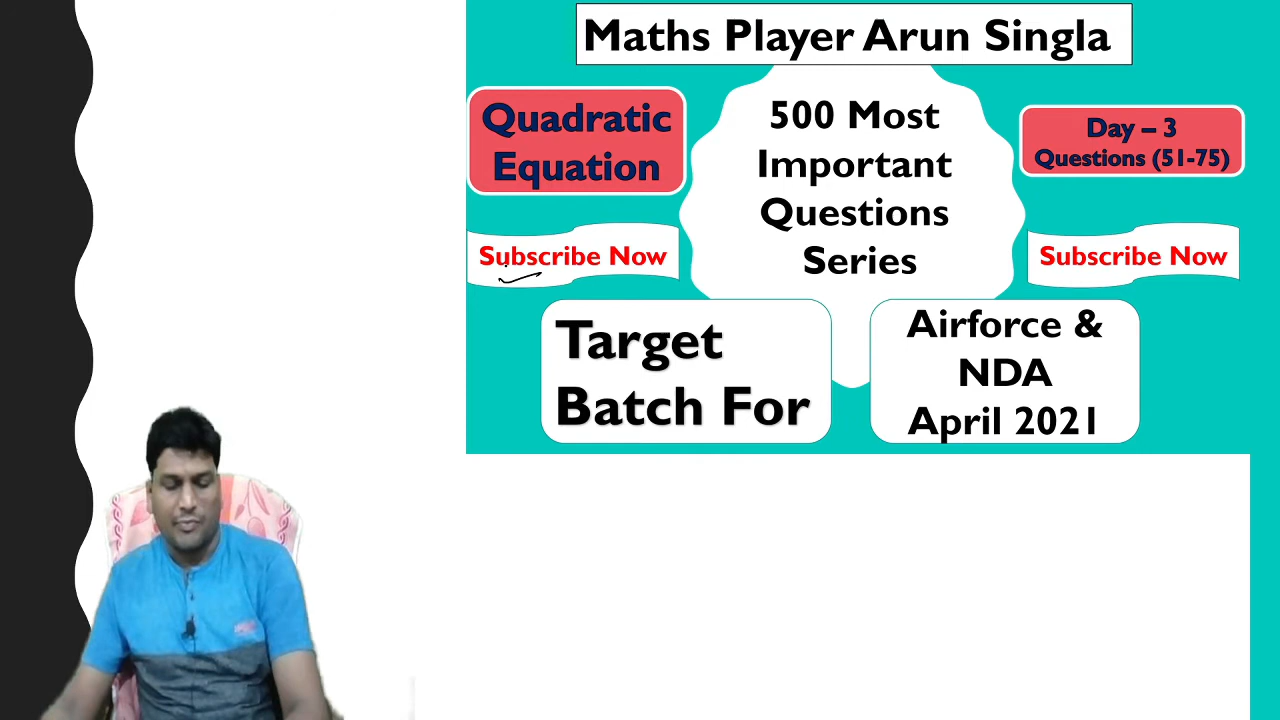 Maths Player Arun Singla
Quadratic
Equation
500 Most
Important
Questions
Series
Day – 3
Questions (51-75)
Subscribe Now
Subscribe Now
Target
Batch For
Airforce &
NDA
April 2021